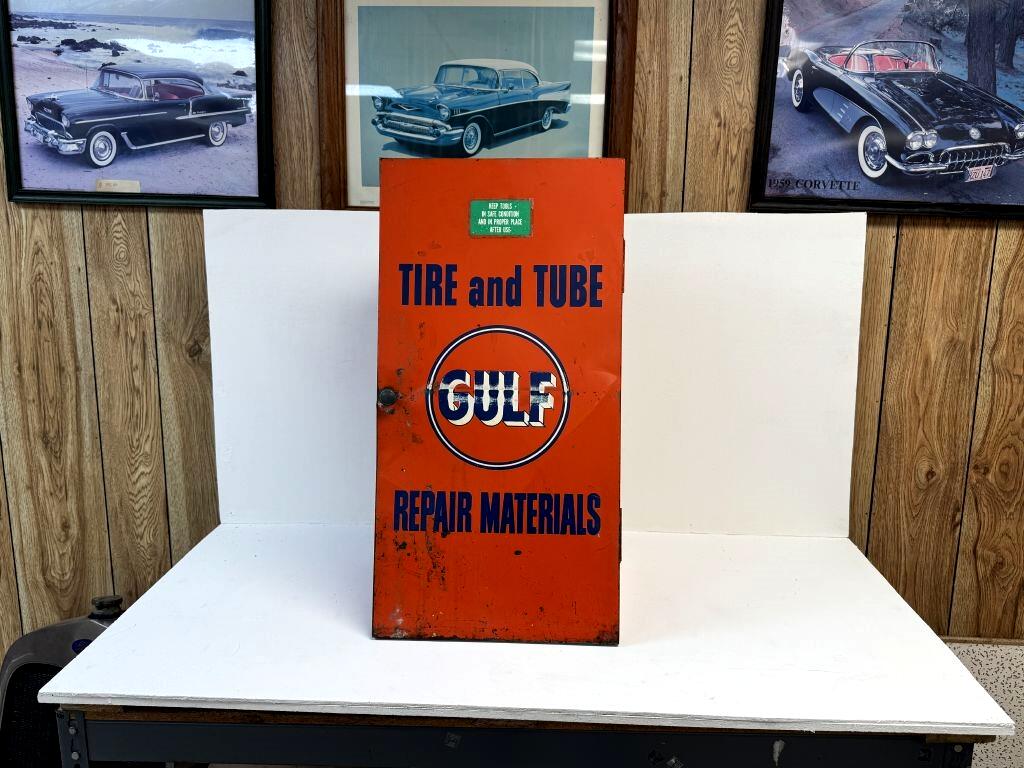 KEEP TOOLS -
IN SAFE CONDITION
AND IN PROPER PLACE
AFTER USE
TIRE and TUBE
GULF
REPAIR MATERIALS
1959 CORVETTE